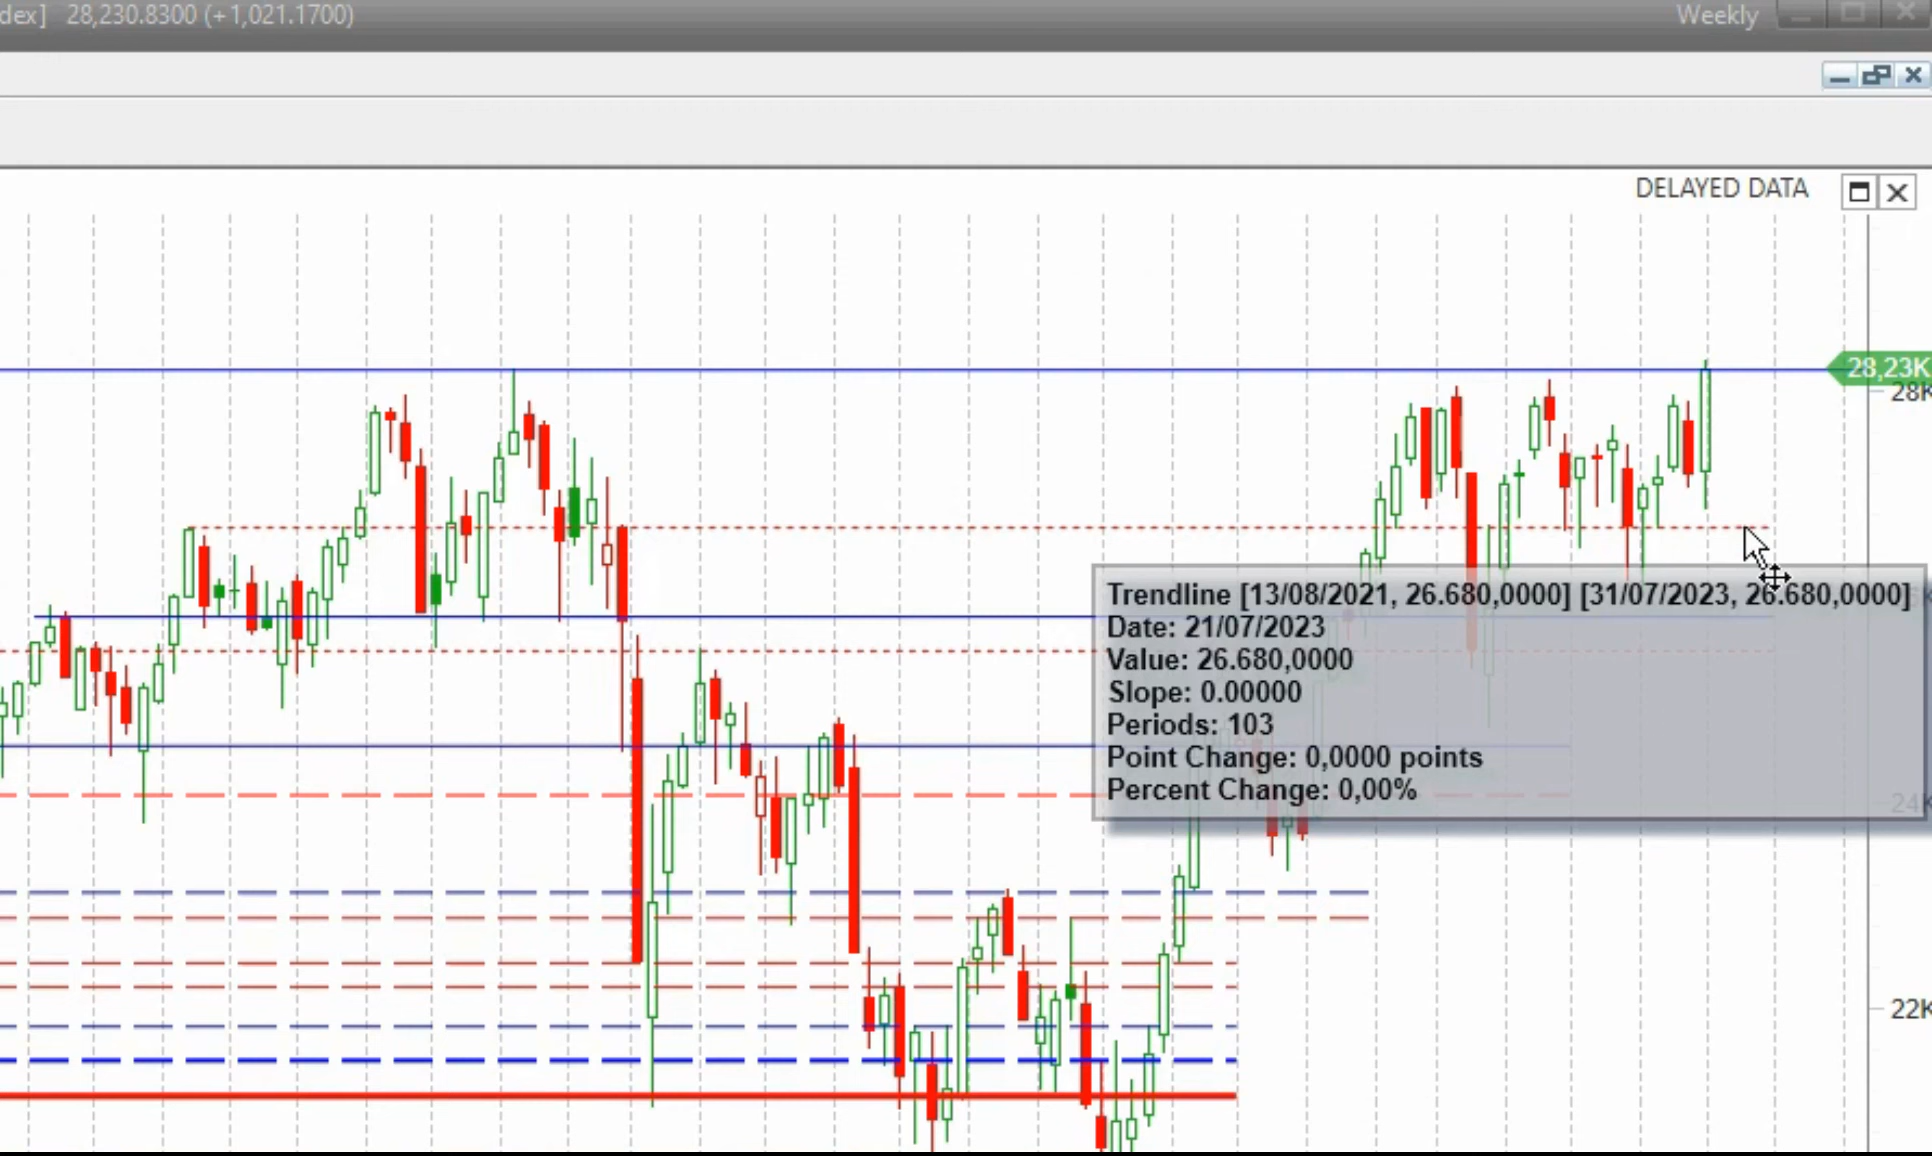 dex] 28,230.8300 (+1,021.1700)
Weekly
DELAYED DATA
28,23K
28K
Trendline [13/08/2021, 26.680,0000] [31/07/2023, 26.680,0000]
Date: 21/07/2023
Value: 26.680,0000
Slope: 0.00000
Periods: 103
Point Change: 0,0000 points
Percent Change: 0,00%
24K
22K